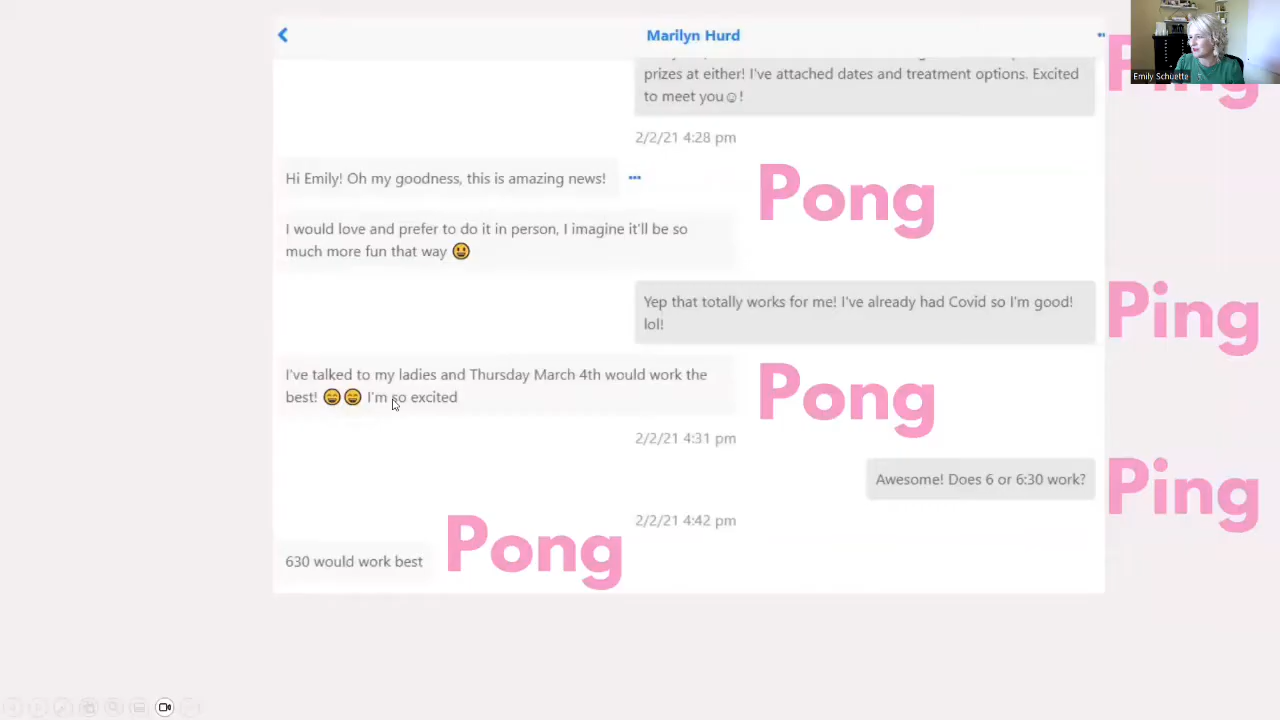 Marilyn Hurd
prizes at either! I've attached dates and treatment options. Excited
to meet you☺!
Ping
Emily Schuette
2/2/21 4:28 pm
Hi Emily! Oh my goodness, this is amazing news!
Pong
I would love and prefer to do it in person, I imagine it'll be so
much more fun that way 😃
Yep that totally works for me! I've already had Covid so I'm good!
lol!
Ping
I've talked to my ladies and Thursday March 4th would work the
best! 😄😄 I'm so excited
Pong
2/2/21 4:31 pm
Awesome! Does 6 or 6:30 work?
Ping
2/2/21 4:42 pm
630 would work best
Pong